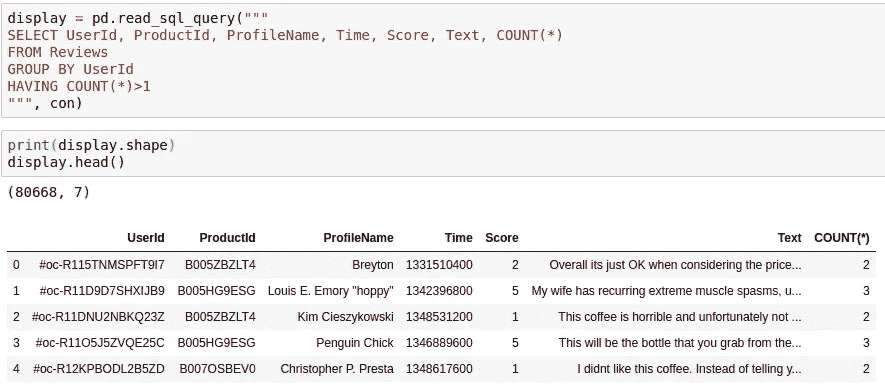 display = pd.read_sql_query("""
SELECT UserId, ProductId, ProfileName, Time, Score, Text, COUNT(*)
FROM Reviews
GROUP BY UserId
HAVING COUNT(*)>1
""", con)
print(display.shape)
display.head()
(80668, 7)
UserId ProductId ProfileName Time Score Text COUNT(*)
0 #oc-R115TNMSPFT9I7 B005ZBZLT4 Breyton 1331510400 2 Overall its just OK when considering the price... 2
1 #oc-R11D9D7SHXIJB9 B005HG9ESG Louis E. Emory "hoppy" 1342396800 5 My wife has recurring extreme muscle spasms, u... 3
2 #oc-R11DNU2NBKQ23Z B005ZBZLT4 Kim Cieszykowski 1348531200 1 This coffee is horrible and unfortunately not ... 2
3 #oc-R11O5J5ZVQE25C B005HG9ESG Penguin Chick 1346889600 5 This will be the bottle that you grab from the... 3
4 #oc-R12KPBODL2B5ZD B007OSBEV0 Christopher P. Presta 1348617600 1 I didnt like this coffee. Instead of telling y... 2